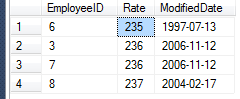 EmployeeID Rate ModifiedDate
1 6 235 1997-07-13
2 3 236 2006-11-12
3 7 236 2006-11-12
4 8 237 2004-02-17